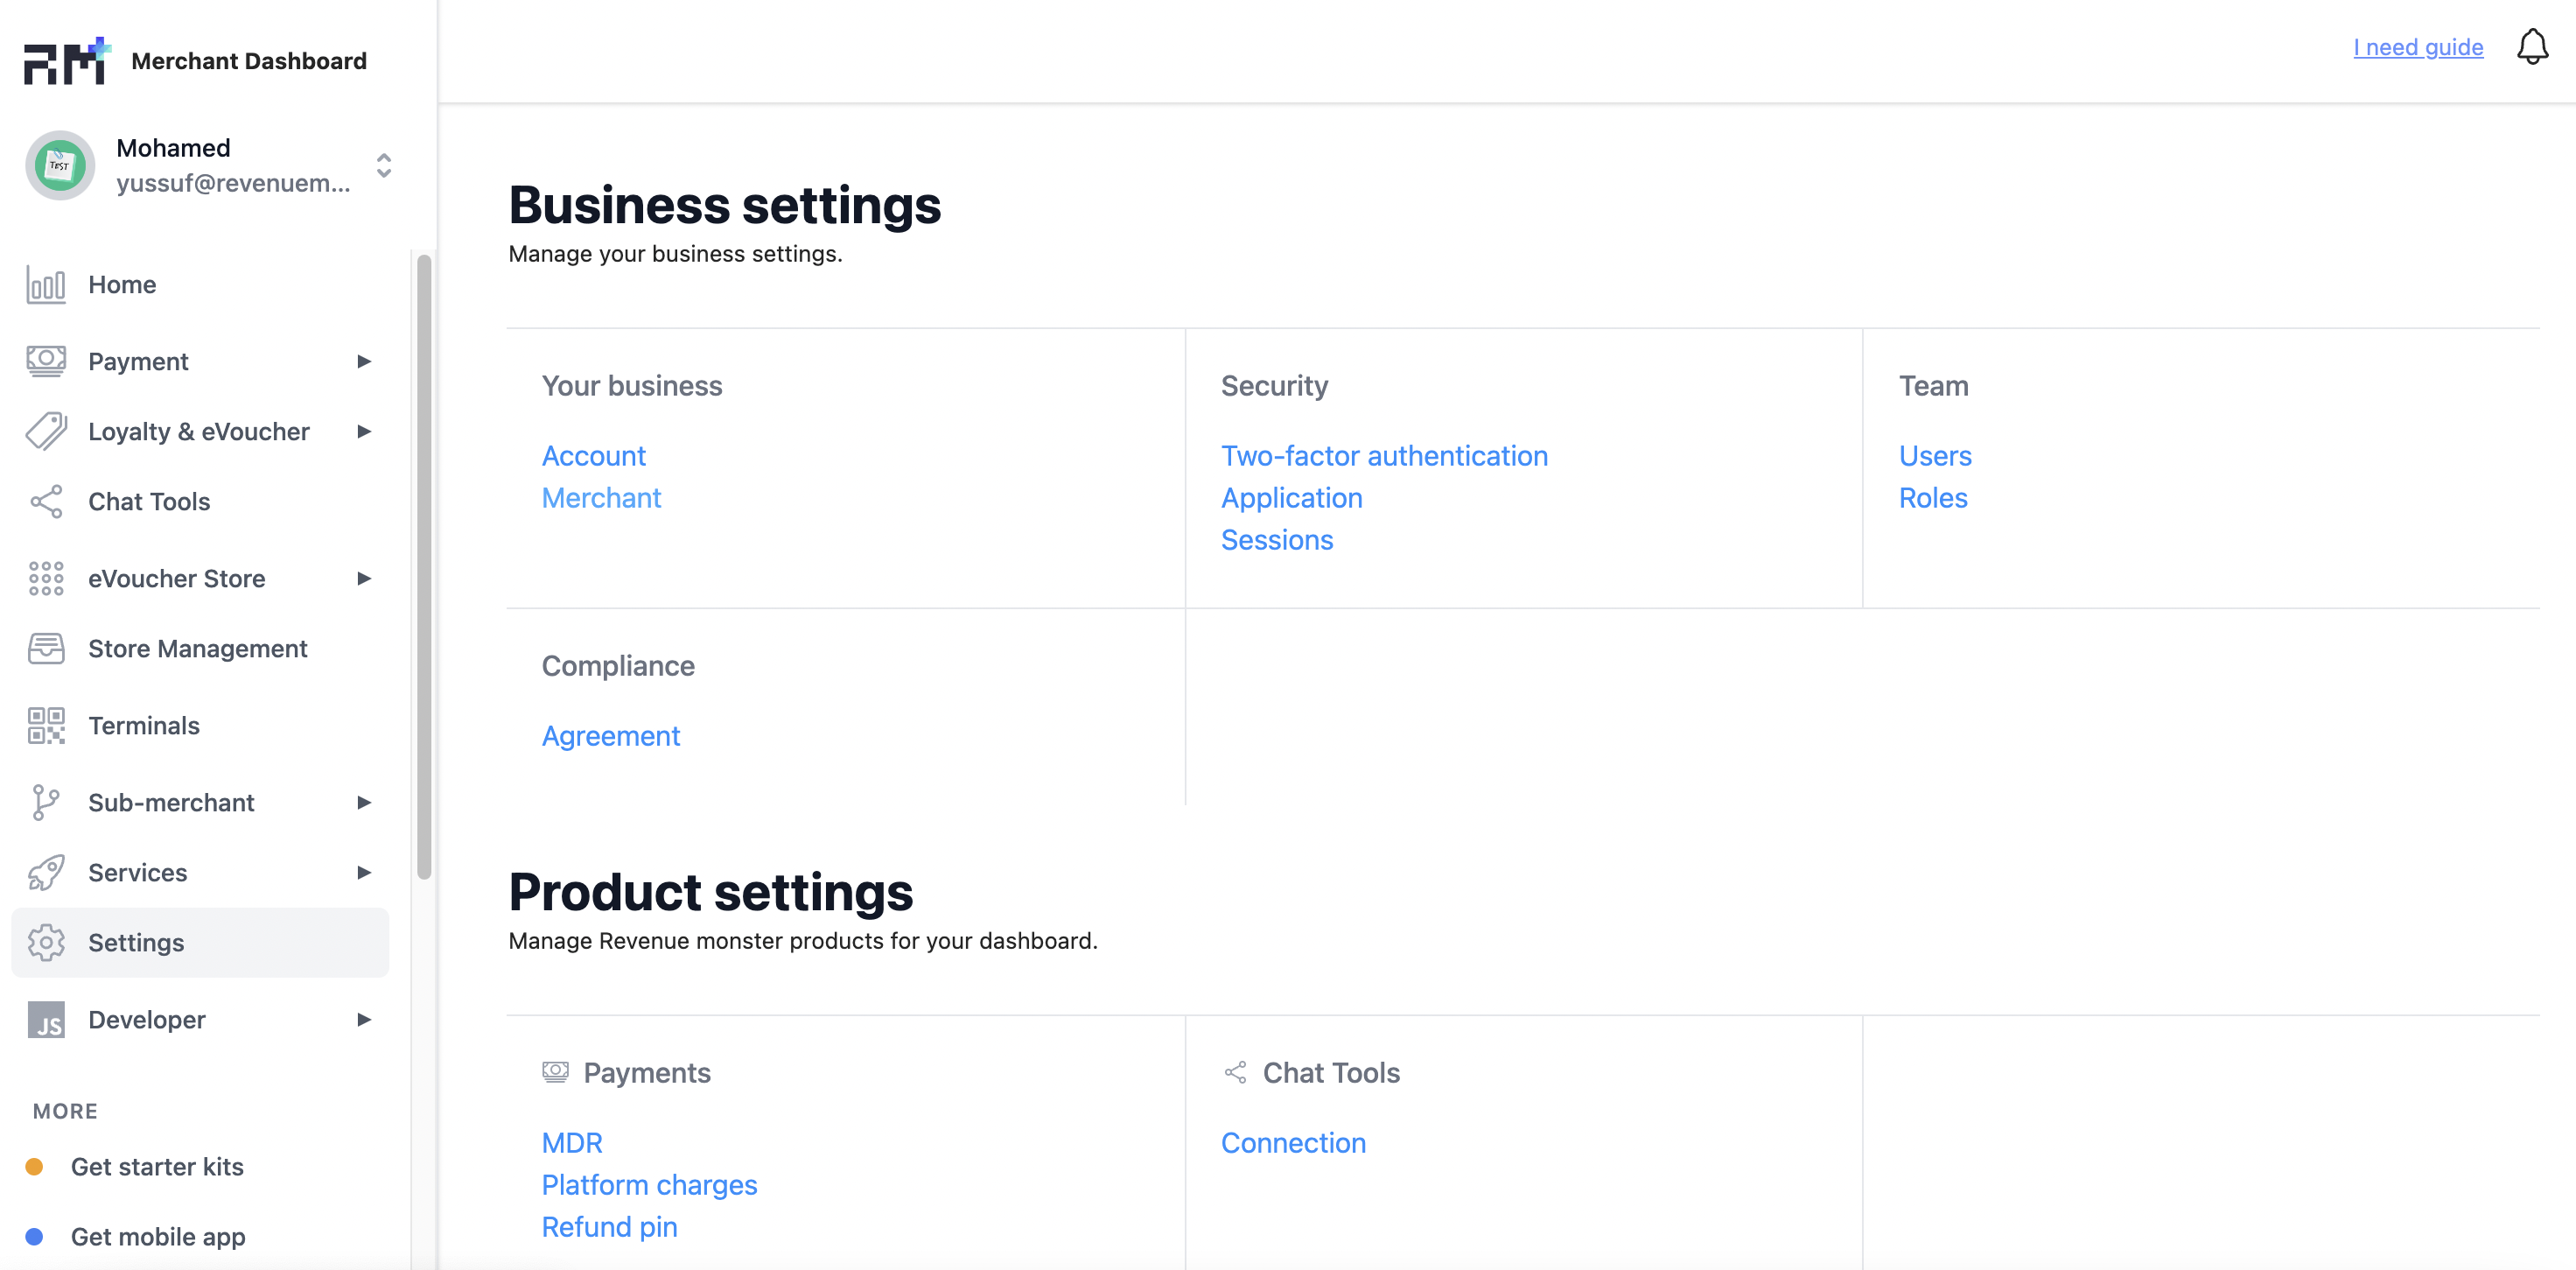 RM Merchant Dashboard
TEST
Mohamed
yussuf@revenuem...
Home
Payment
Loyalty & eVoucher
Chat Tools
eVoucher Store
Store Management
Terminals
Sub-merchant
Services
Settings
JS Developer
MORE
Get starter kits
Get mobile app
I need guide
Business settings
Manage your business settings.
Your business
Account
Merchant
Security
Two-factor authentication
Application
Sessions
Team
Users
Roles
Compliance
Agreement
Product settings
Manage Revenue monster products for your dashboard.
Payments
MDR
Platform charges
Refund pin
Chat Tools
Connection